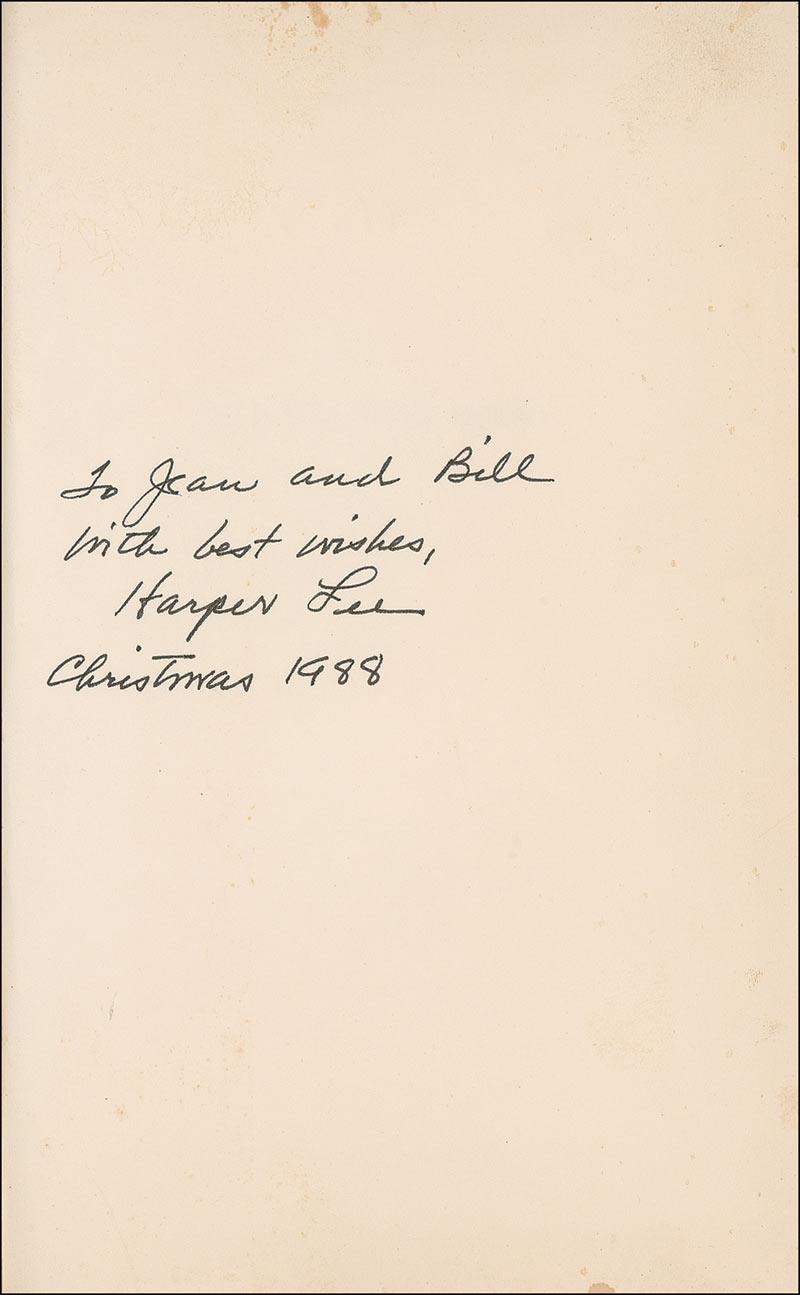 To Jean and Bill
with best wishes,
Harper Lee
Christmas 1988